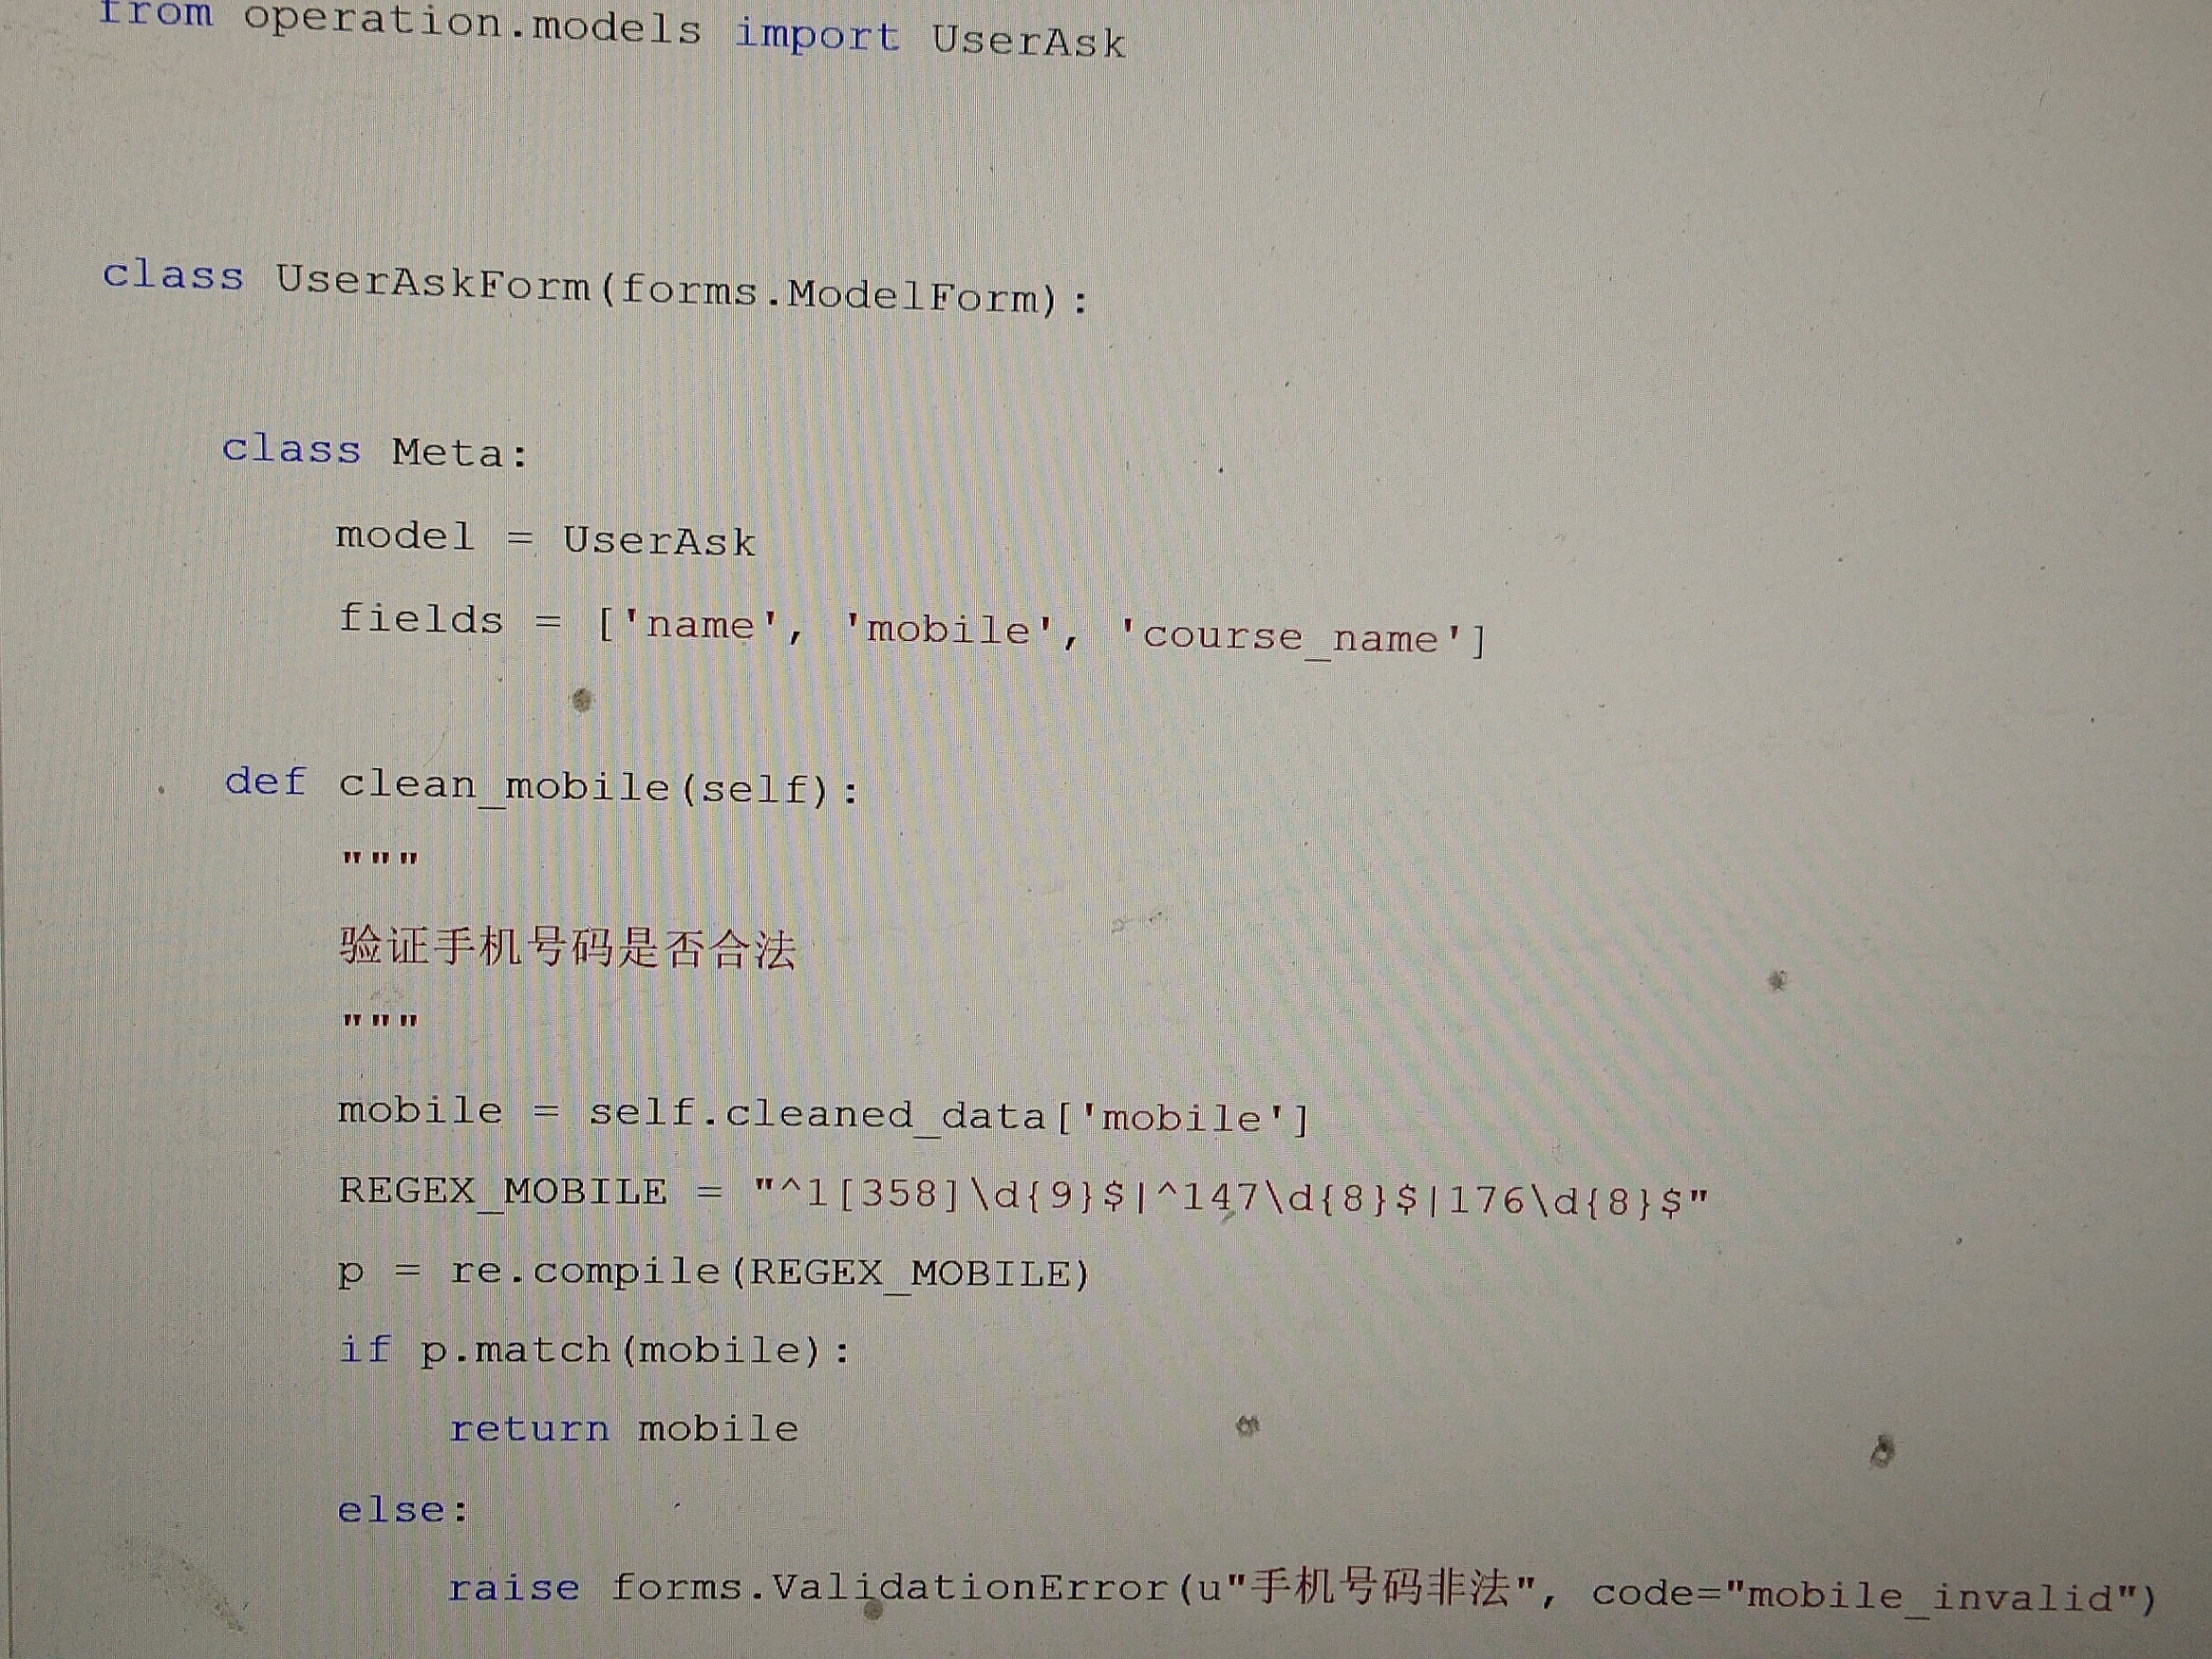 from operation.models import UserAsk
class UserAskForm(forms.ModelForm):
class Meta:
model = UserAsk
fields = ['name', 'mobile', 'course_name']
def clean_mobile(self):
"""
验证手机号码是否合法
"""
mobile = self.cleaned_data['mobile']
REGEX_MOBILE = "^1[358]\d{9}$|^147\d{8}$|176\d{8}$"
p = re.compile(REGEX_MOBILE)
if p.match(mobile):
return mobile
else:
raise forms.ValidationError(u"手机号码非法", code="mobile_invalid")